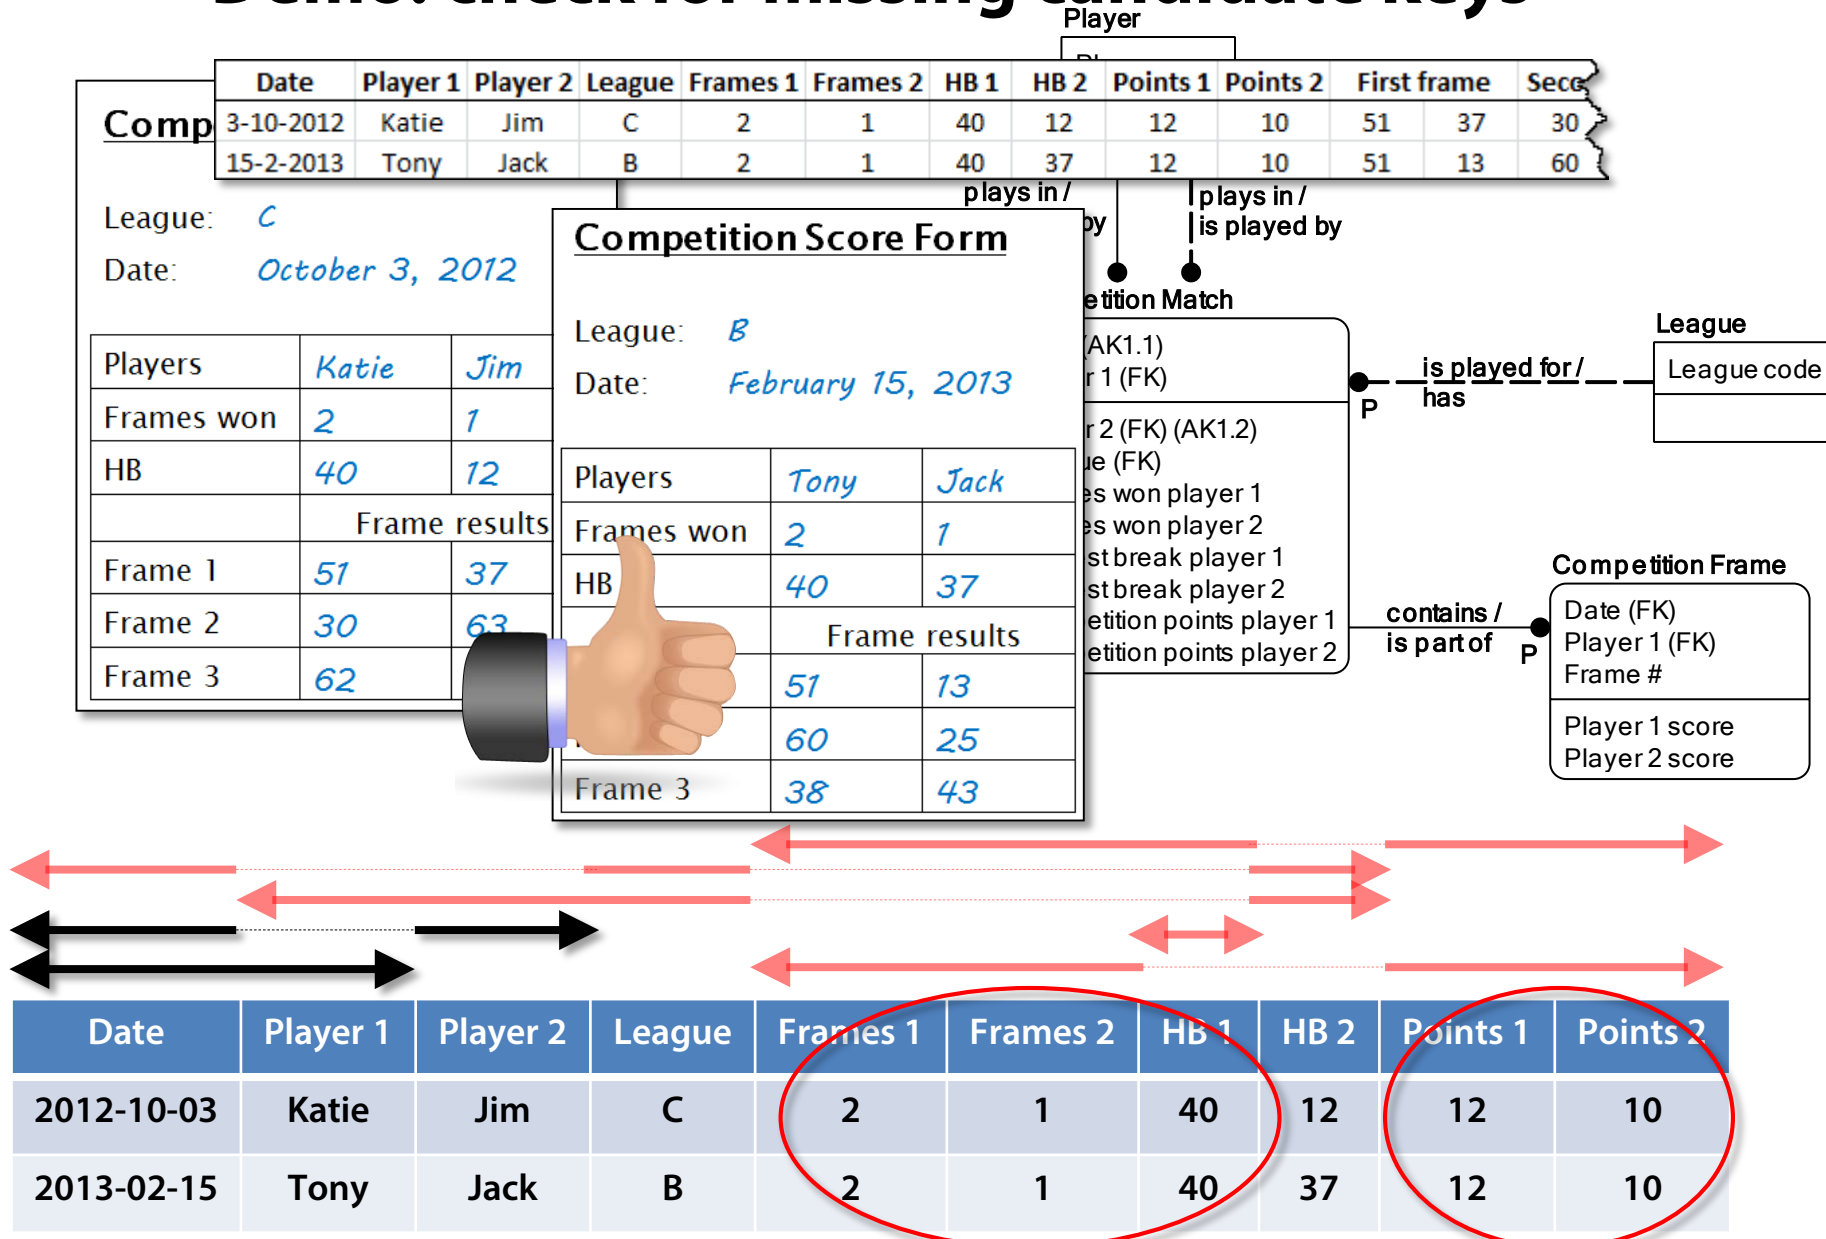 Demo: check for missing candidate keys
Player
Date Player 1 Player 2 League Frames 1 Frames 2 HB 1 HB 2 Points 1 Points 2 First frame Seco
3-10-2012 Katie Jim C 2 1 40 12 12 10 51 37 30
15-2-2013 Tony Jack B 2 1 40 37 12 10 51 13 60
Comp
League: C
Date: October 3, 2012
Players Katie Jim
Frames won 2 1
HB 40 12
Frame results
Frame 1 51 37
Frame 2 30 63
Frame 3 62
Competition Score Form
League: B
Date: February 15, 2013
Players Tony Jack
Frames won 2 1
HB 40 37
Frame results
51 13
60 25
Frame 3 38 43
plays in /
by
plays in /
is played by
etition Match
(AK1.1)
r 1 (FK)
r 2 (FK) (AK1.2)
ue (FK)
es won player 1
es won player 2
st break player 1
st break player 2
etition points player 1
etition points player 2
is played for /
has
P
League
League code
contains /
is part of
P
Competition Frame
Date (FK)
Player 1 (FK)
Frame #
Player 1 score
Player 2 score
Date Player 1 Player 2 League Frames 1 Frames 2 HB 1 HB 2 Points 1 Points 2
2012-10-03 Katie Jim C 2 1 40 12 12 10
2013-02-15 Tony Jack B 2 1 40 37 12 10